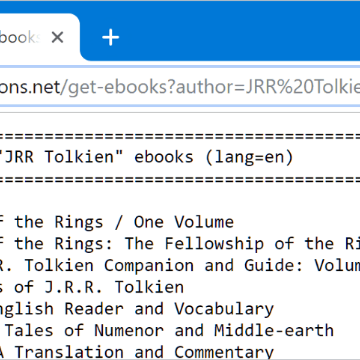 books
ons.net/get-ebooks?author=JRR%20Tolkie
======================================
"JRR Tolkien" ebooks (lang=en)
======================================
f the Rings / One Volume
f the Rings: The Fellowship of the Ri
R. Tolkien Companion and Guide: Volum
s of J.R.R. Tolkien
nglish Reader and Vocabulary
Tales of Numenor and Middle-earth
A Translation and Commentary